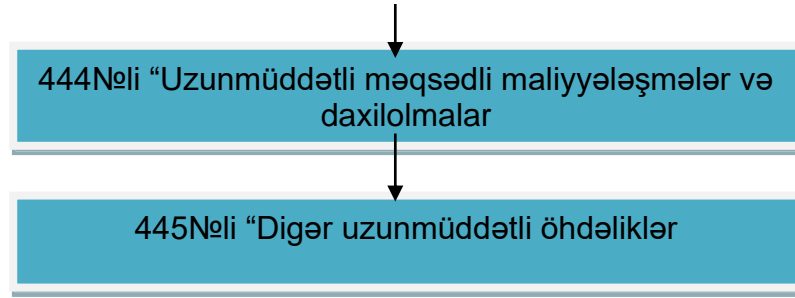 444№li “Uzunmüddətli məqsədli maliyyələşmələr və
daxilolmalar
445№li “Digər uzunmüddətli öhdəliklər